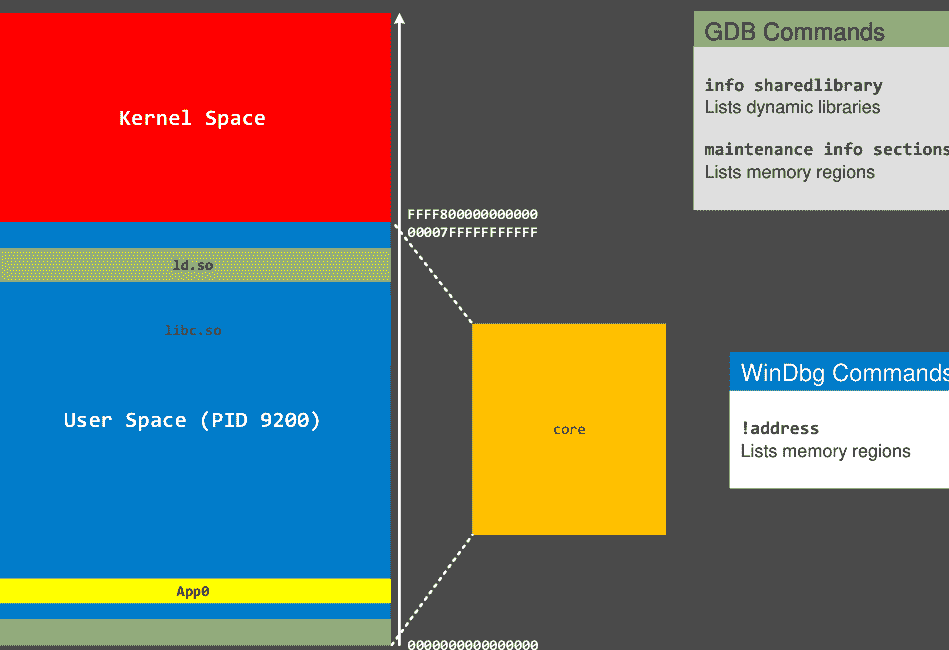 Kernel Space
FFFF800000000000
00007FFFFFFFFFFF
ld.so
libc.so
User Space (PID 9200)
App0
0000000000000000
core
GDB Commands
info sharedlibrary
Lists dynamic libraries
maintenance info sections
Lists memory regions
WinDbg Commands
!address
Lists memory regions